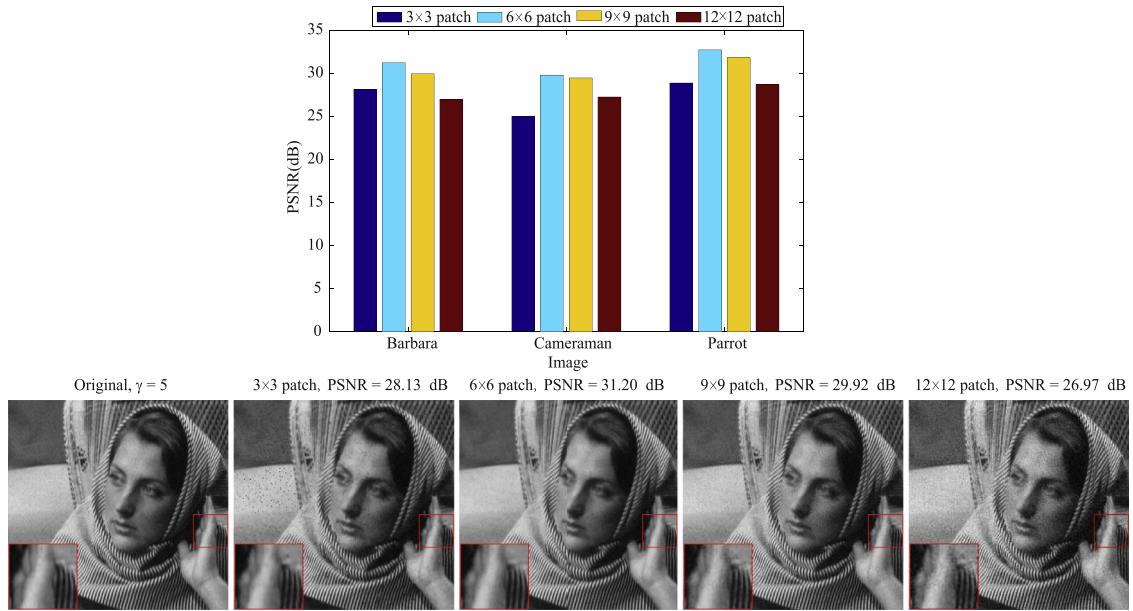 3×3 patch 6×6 patch 9×9 patch 12×12 patch
35
30
25
20
15
10
5
0
PSNR(dB)
Barbara Cameraman Parrot
Image
Original, γ = 5
3×3 patch, PSNR = 28.13 dB
6×6 patch, PSNR = 31.20 dB
9×9 patch, PSNR = 29.92 dB
12×12 patch, PSNR = 26.97 dB